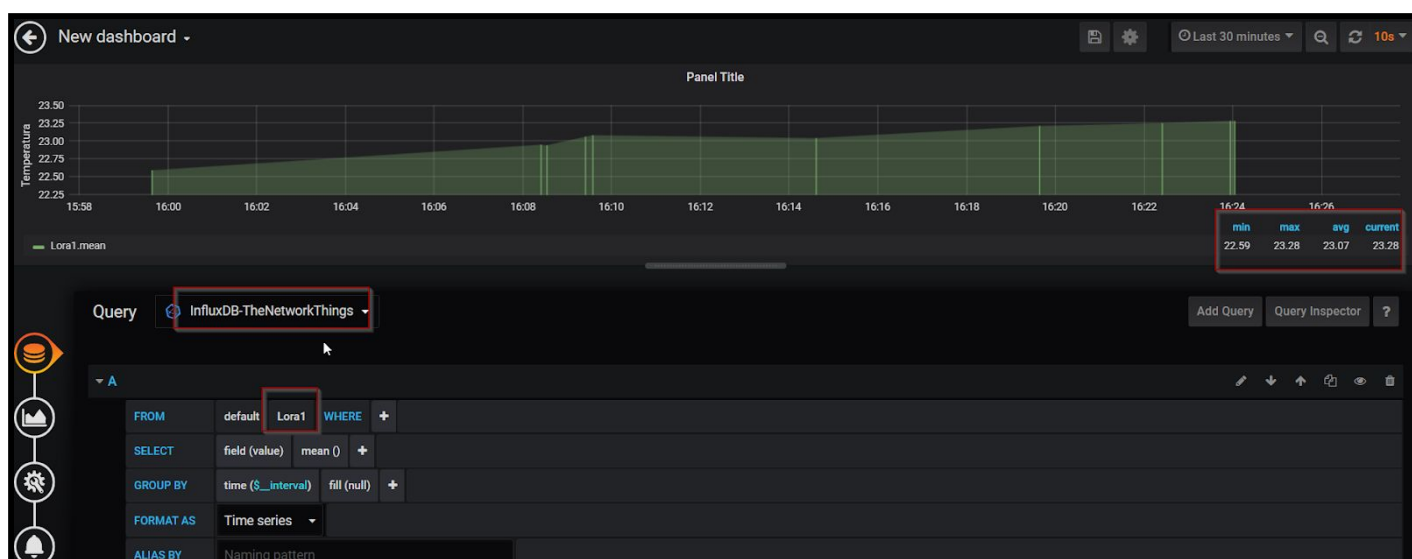 New dashboard
Last 30 minutes
10s
Panel Title
Temperatura
23.50
23.25
23.00
22.75
22.50
22.25
15:58 16:00 16:02 16:04 16:06 16:08 16:10 16:12 16:14 16:16 16:18 16:20 16:22 16:24 16:26
min max avg current
Lora1.mean 22.59 23.28 23.07 23.28
Query InfluxDB-TheNetworkThings Add Query Query Inspector ?
A
FROM default Lora1 WHERE +
SELECT field (value) mean () +
GROUP BY time ($__interval) fill (null) +
FORMAT AS Time series
ALIAS BY Naming pattern